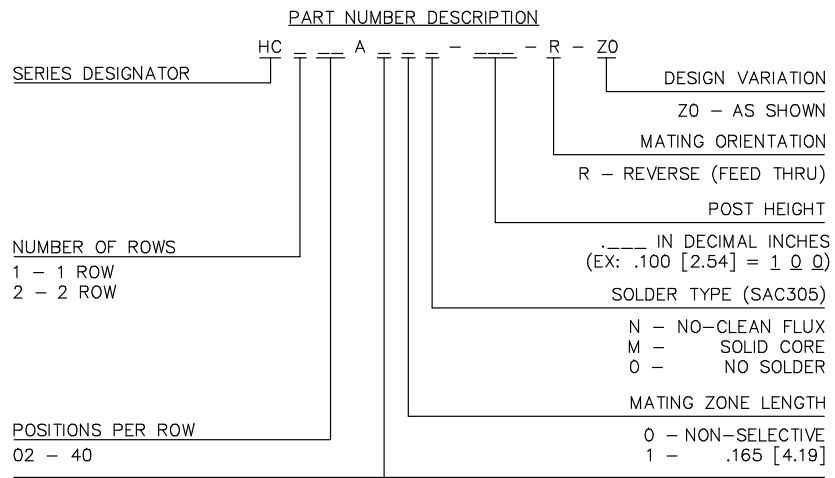 PART NUMBER DESCRIPTION
HC _ __ A _ _ _ - ___ - R - Z0
SERIES DESIGNATOR
DESIGN VARIATION
Z0 - AS SHOWN
MATING ORIENTATION
R - REVERSE (FEED THRU)
POST HEIGHT
.___ IN DECIMAL INCHES
(EX: .100 [2.54] = 1 0 0)
NUMBER OF ROWS
1 - 1 ROW
2 - 2 ROW
SOLDER TYPE (SAC305)
N - NO-CLEAN FLUX
M - SOLID CORE
0 - NO SOLDER
MATING ZONE LENGTH
0 - NON-SELECTIVE
1 - .165 [4.19]
POSITIONS PER ROW
02 - 40